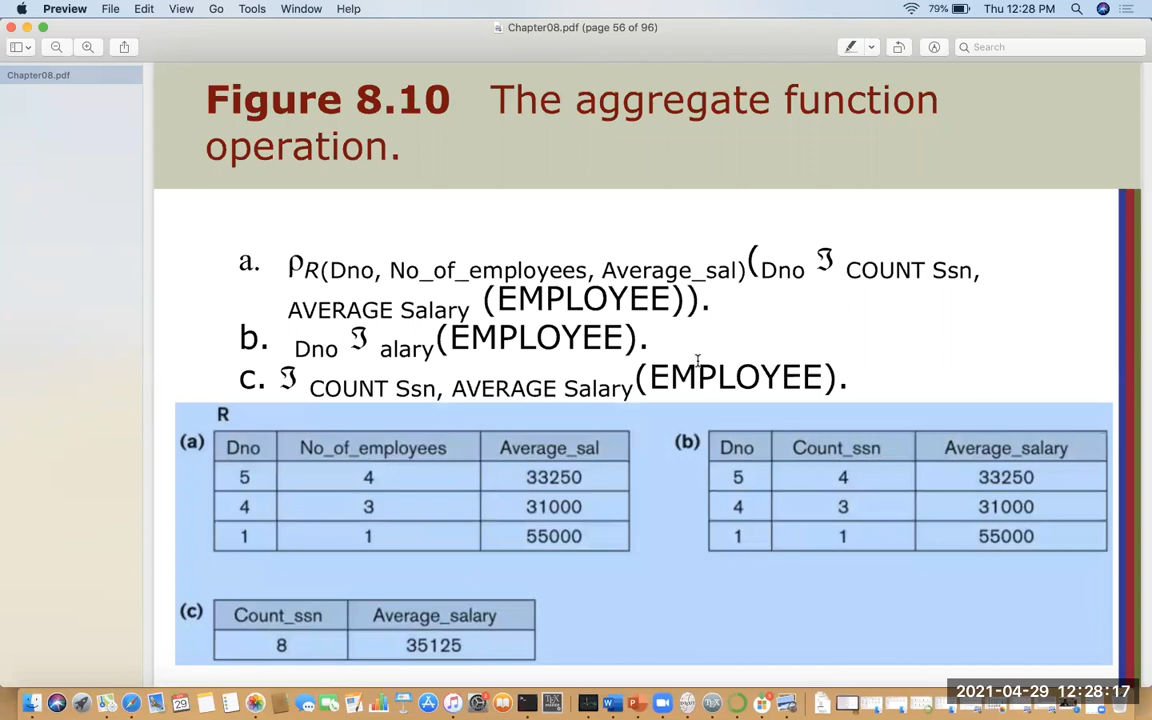 Preview File Edit View Go Tools Window Help 79% Thu 12:28 PM
Chapter08.pdf (page 56 of 96)
Search
Chapter08.pdf
Figure 8.10 The aggregate function
operation.
a. ρR(Dno, No_of_employees, Average_sal)(Dno ℑ COUNT Ssn,
AVERAGE Salary (EMPLOYEE)).
b. Dno ℑ alary(EMPLOYEE).
c. ℑ COUNT Ssn, AVERAGE Salary(EMPLOYEE).
R
(a) Dno No_of_employees Average_sal
5 4 33250
4 3 31000
1 1 55000
(b) Dno Count_ssn Average_salary
5 4 33250
4 3 31000
1 1 55000
(c) Count_ssn Average_salary
8 35125
2021-04-29 12:28:17